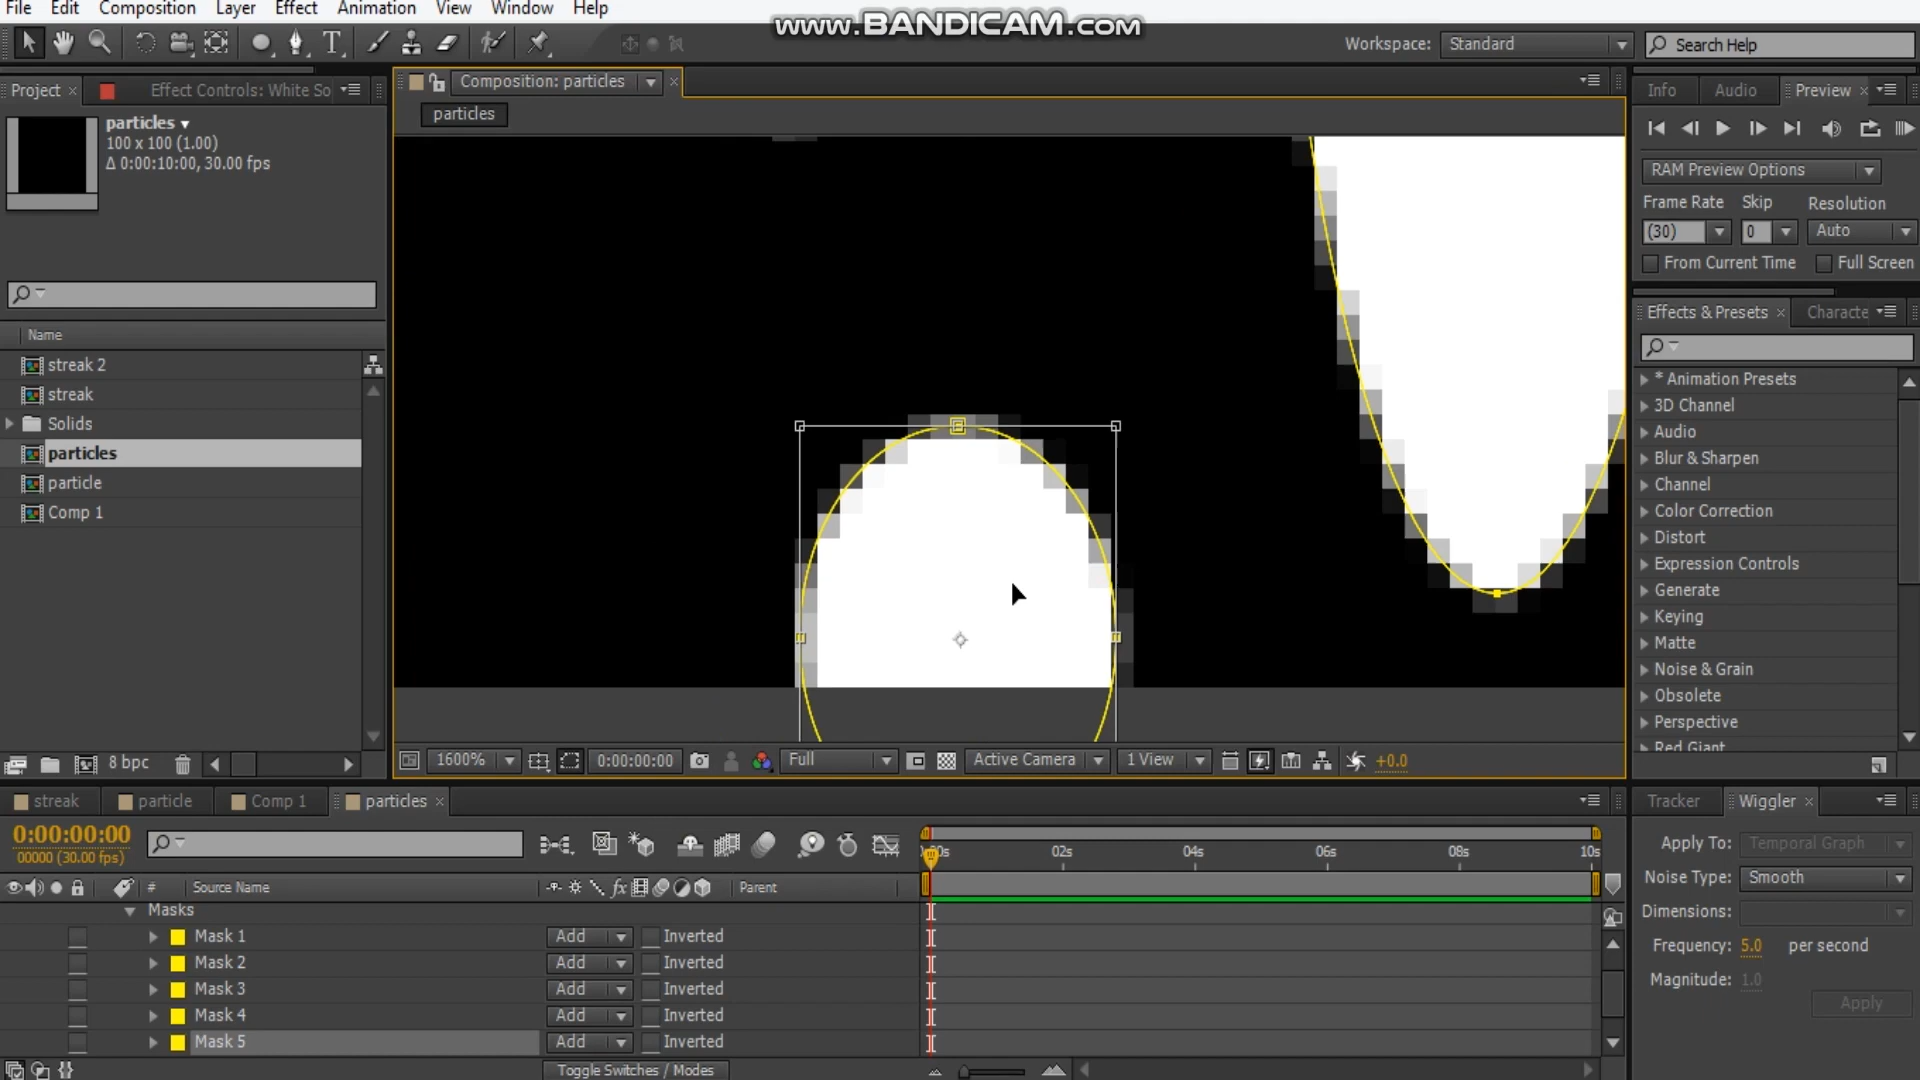 File Edit Composition Layer Effect Animation View Window Help
www.BANDICAM.com
Workspace: Standard Search Help
Project Effect Controls: White So
Composition: particles
Info Audio Preview
particles
100 x 100 (1.00)
Δ 0:00:10:00, 30.00 fps
particles
RAM Preview Options
Frame Rate Skip Resolution
(30) 0 Auto
From Current Time Full Screen
Effects & Presets Characte
Name
streak 2
streak
Solids
particles
particle
Comp 1
* Animation Presets
3D Channel
Audio
Blur & Sharpen
Channel
Color Correction
Distort
Expression Controls
Generate
Keying
Matte
Noise & Grain
Obsolete
Perspective
Red Giant
8 bpc
1600% 0:00:00:00 Full Active Camera 1 View +0.0
streak particle Comp 1 particles
Tracker Wiggler
0:00:00:00
00000 (30.00 fps)
02s 04s 06s 08s 10s
# Source Name fx Parent
Masks
Mask 1 Add Inverted
Mask 2 Add Inverted
Mask 3 Add Inverted
Mask 4 Add Inverted
Mask 5 Add Inverted
Toggle Switches / Modes
Apply To: Temporal Graph
Noise Type: Smooth
Dimensions:
Frequency: 5.0 per second
Magnitude: 1.0
Apply